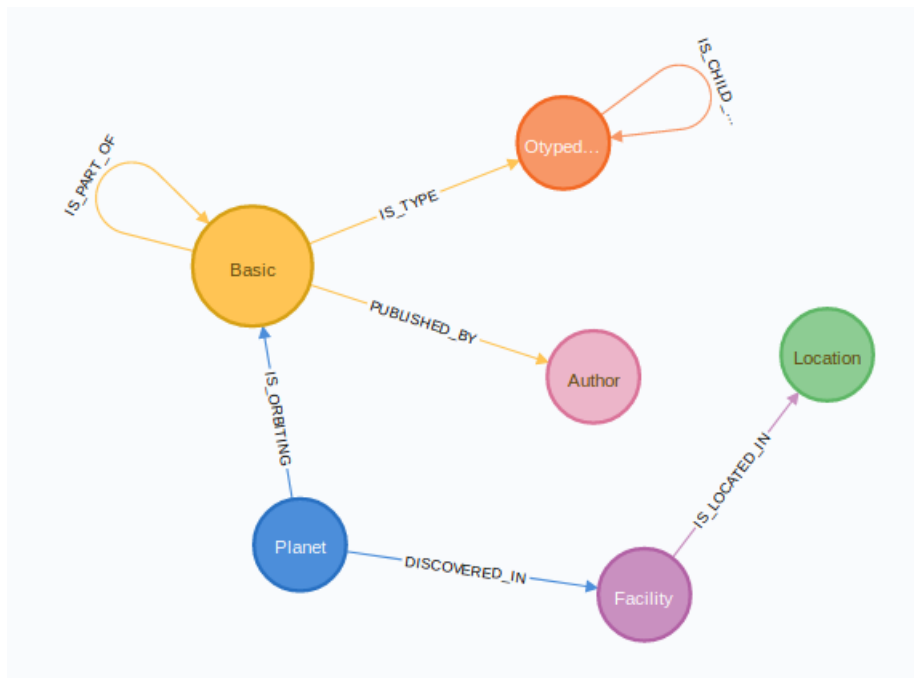 IS_CHILD_...
Otyped...
IS_PART_OF
IS_TYPE
Basic
PUBLISHED_BY
Location
Author
IS_ORBITING
IS_LOCATED_IN
Planet
DISCOVERED_IN
Facility